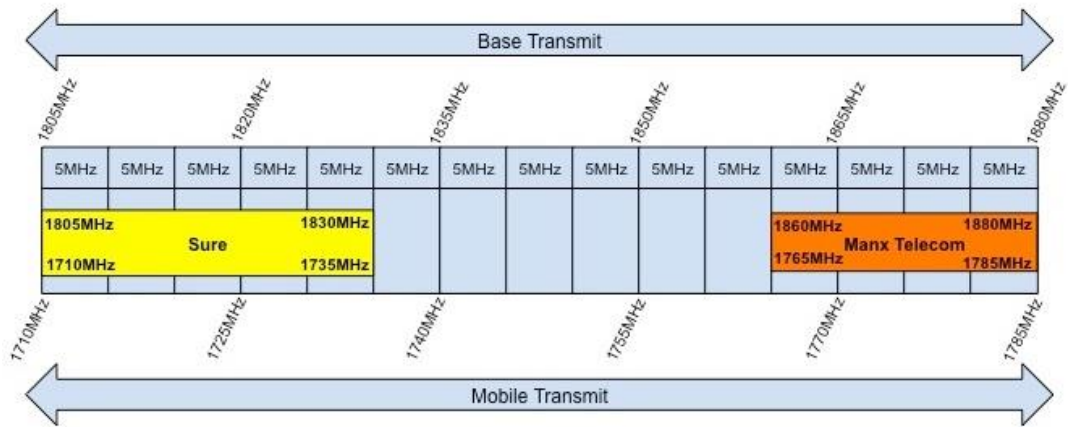 Base Transmit
1805MHz 1820MHz 1835MHz 1850MHz 1865MHz 1880MHz
5MHz 5MHz 5MHz 5MHz 5MHz 5MHz 5MHz 5MHz 5MHz 5MHz 5MHz 5MHz 5MHz 5MHz 5MHz
1805MHz 1830MHz 1860MHz 1880MHz
Sure Manx Telecom
1710MHz 1735MHz 1765MHz 1785MHz
1710MHz 1725MHz 1740MHz 1755MHz 1770MHz 1785MHz
Mobile Transmit